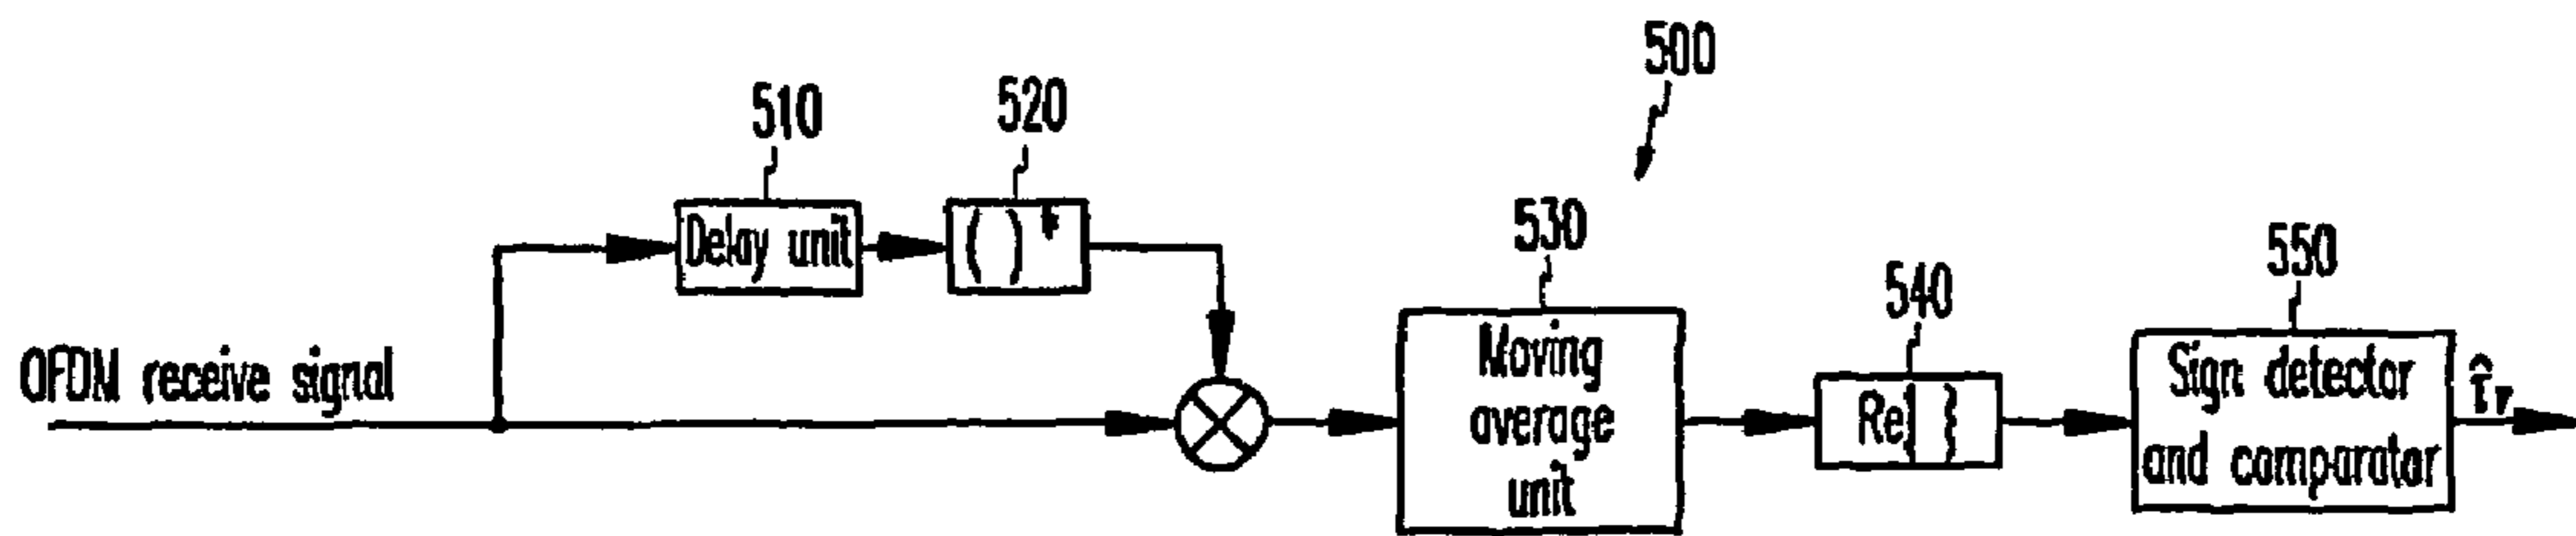 500
510
520
Delay unit
( )*
530
540
550
OFDM receive signal
Moving
average
unit
Re{ }
Sign detector
and comparator
τ̂r